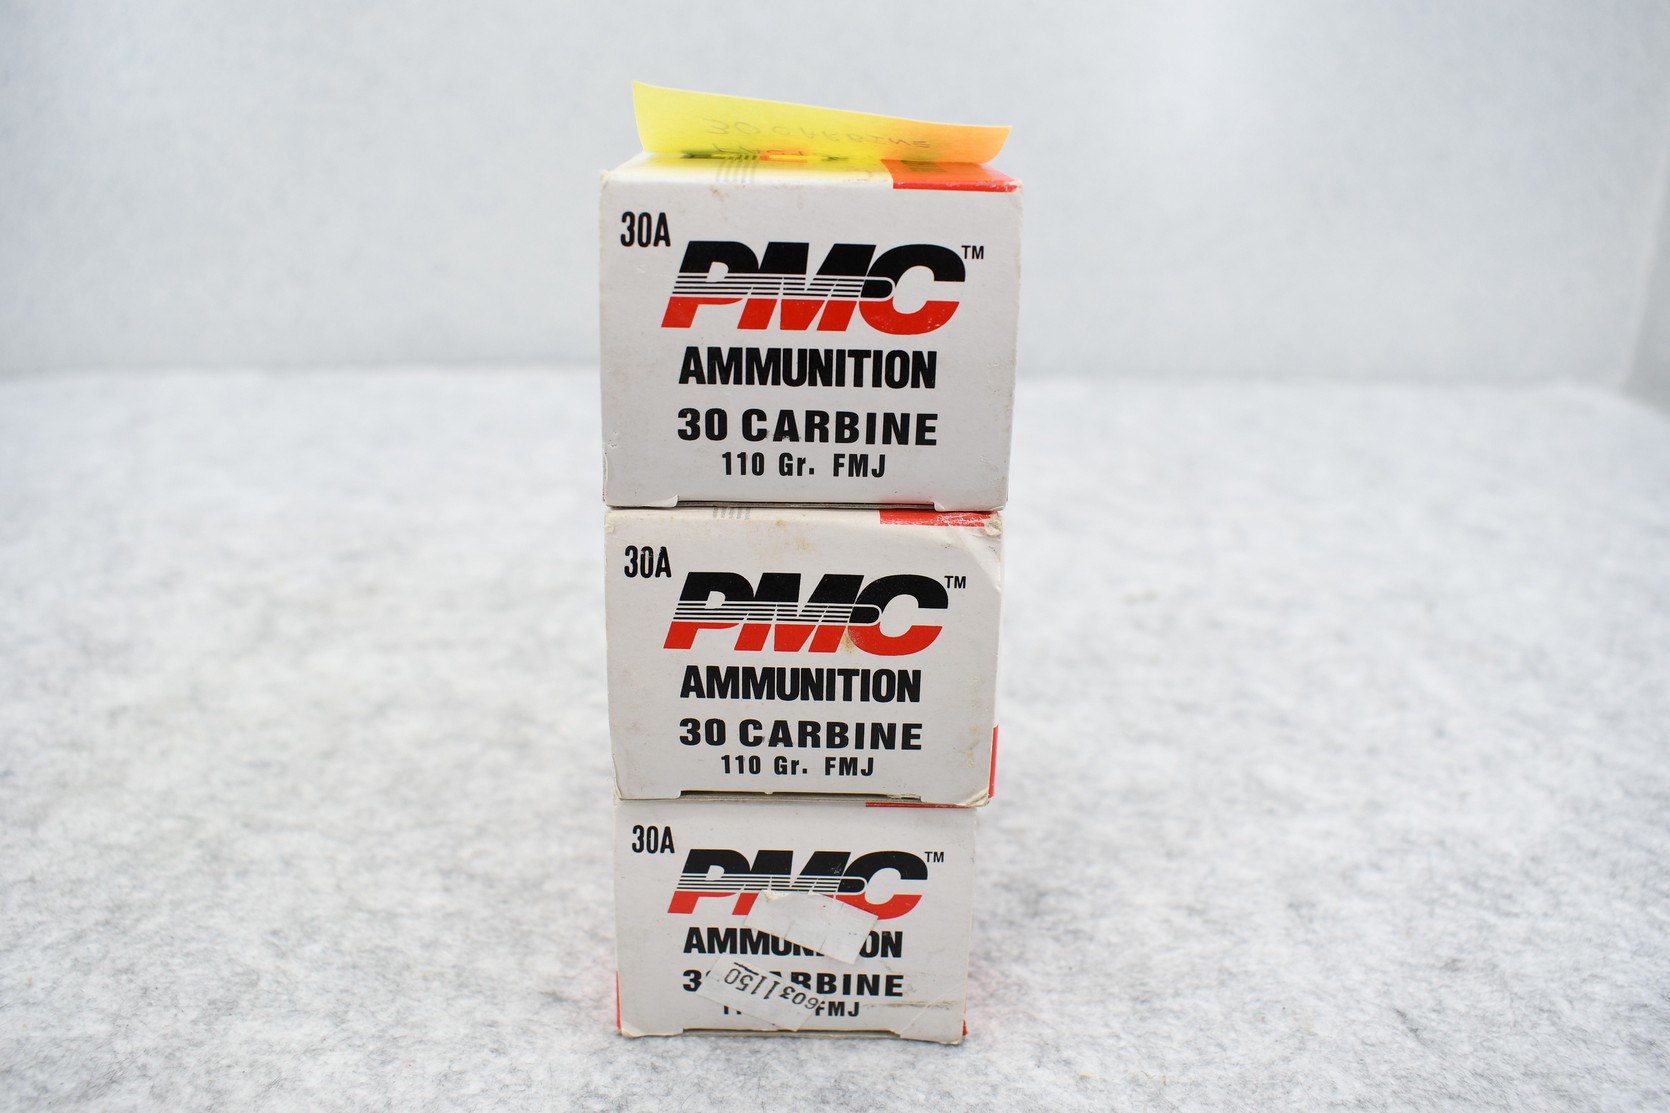 30 CARBINE
30A
PMC™
AMMUNITION
30 CARBINE
110 Gr. FMJ
30A
PMC™
AMMUNITION
30 CARBINE
110 Gr. FMJ
30A
PMC™
FMJ